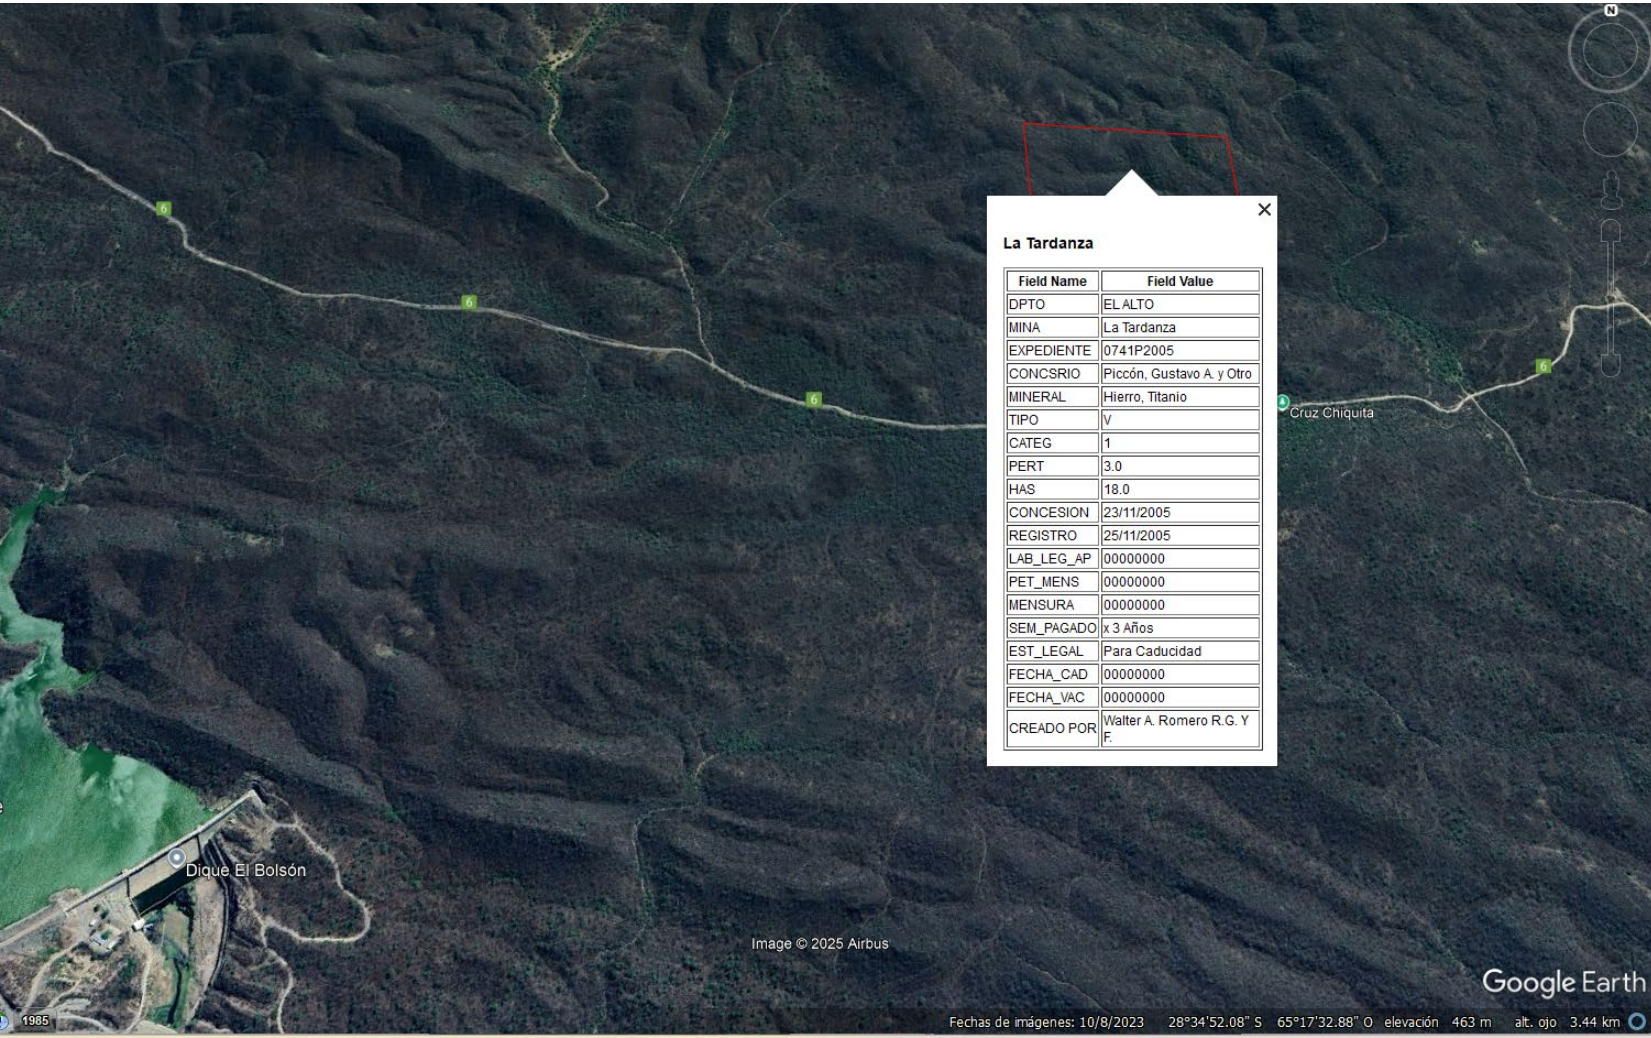 N
6
6
6
6
La Tardanza
Field Name Field Value
DPTO EL ALTO
MINA La Tardanza
EXPEDIENTE 0741P2005
CONCSRIO Piccón, Gustavo A. y Otro
MINERAL Hierro, Titanio
TIPO V
CATEG 1
PERT 3.0
HAS 18.0
CONCESION 23/11/2005
REGISTRO 25/11/2005
LAB_LEG_AP 00000000
PET_MENS 00000000
MENSURA 00000000
SEM_PAGADO x 3 Años
EST_LEGAL Para Caducidad
FECHA_CAD 00000000
FECHA_VAC 00000000
CREADO POR Walter A. Romero R.G. Y
F.
Cruz Chiquita
Dique El Bolsón
Image © 2025 Airbus
Google Earth
1985
Fechas de imágenes: 10/8/2023 28°34'52.08" S 65°17'32.88" O elevación 463 m alt. ojo 3.44 km